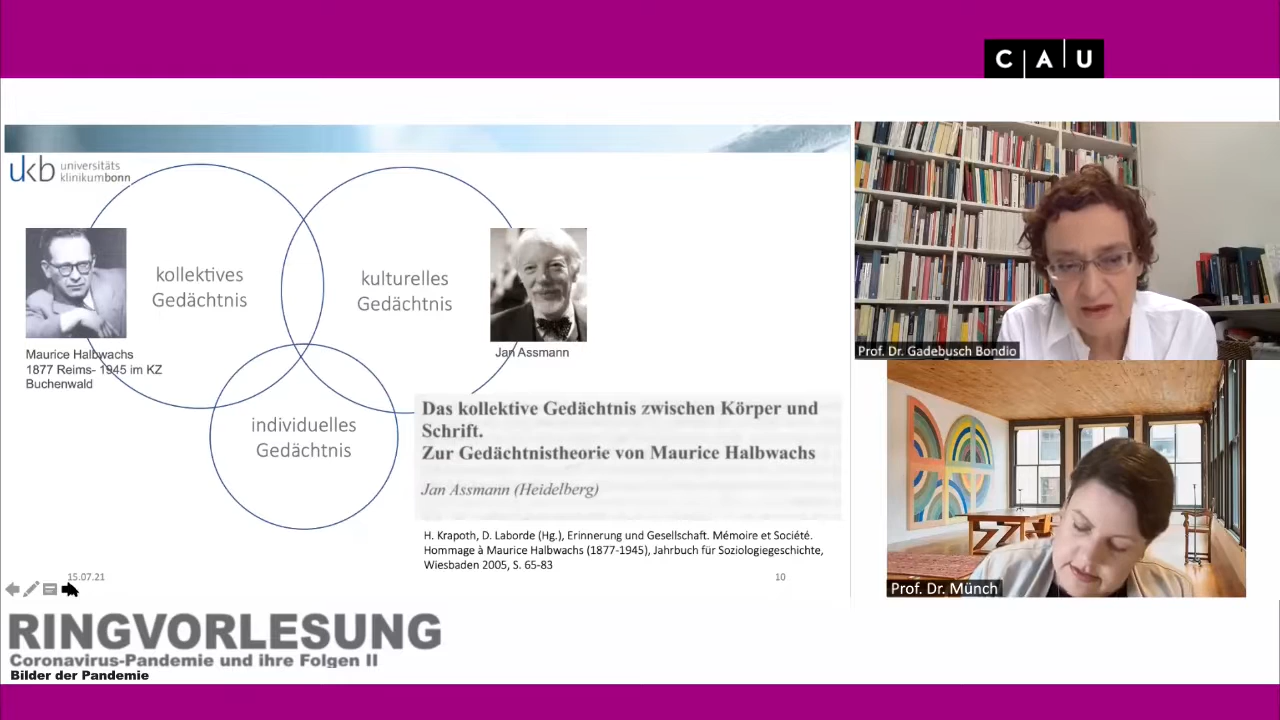 CAU
ukb universitäts
klinikumbonn
kollektives
Gedächtnis
kulturelles
Gedächtnis
Maurice Halbwachs
1877 Reims- 1945 im KZ
Buchenwald
Jan Assmann
individuelles
Gedächtnis
Das kollektive Gedächtnis zwischen Körper und
Schrift.
Zur Gedächtnistheorie von Maurice Halbwachs
Jan Assmann (Heidelberg)
H. Krapoth, D. Laborde (Hg.), Erinnerung und Gesellschaft. Mémoire et Société.
Hommage à Maurice Halbwachs (1877-1945), Jahrbuch für Soziologiegeschichte,
Wiesbaden 2005, S. 65-83
15.07.21
10
Prof. Dr. Gadebusch Bondio
Prof. Dr. Münch
RINGVORLESUNG
Coronavirus-Pandemie und ihre Folgen II
Bilder der Pandemie